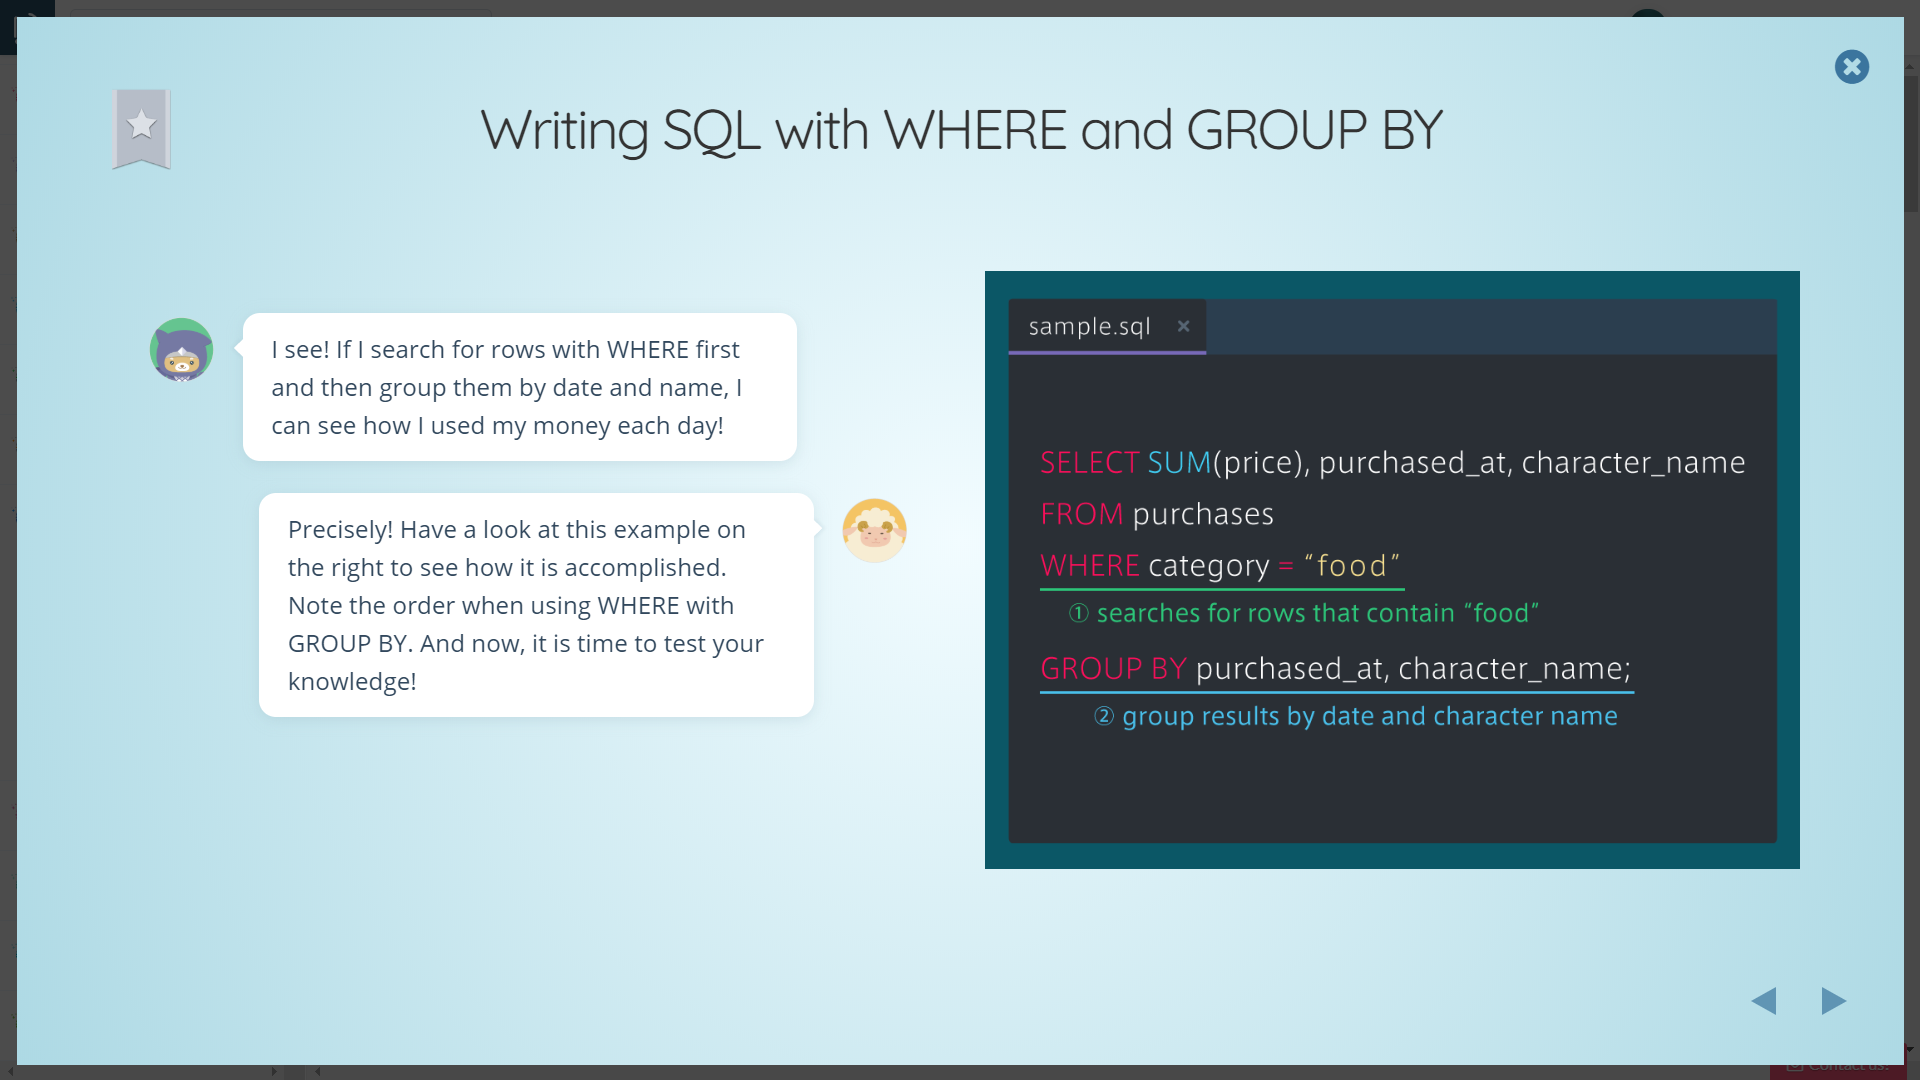 Writing SQL with WHERE and GROUP BY
I see! If I search for rows with WHERE first
and then group them by date and name, I
can see how I used my money each day!
Precisely! Have a look at this example on
the right to see how it is accomplished.
Note the order when using WHERE with
GROUP BY. And now, it is time to test your
knowledge!
sample.sql
SELECT SUM(price), purchased_at, character_name
FROM purchases
WHERE category = “food”
① searches for rows that contain “food”
GROUP BY purchased_at, character_name;
② group results by date and character name
Contact us!